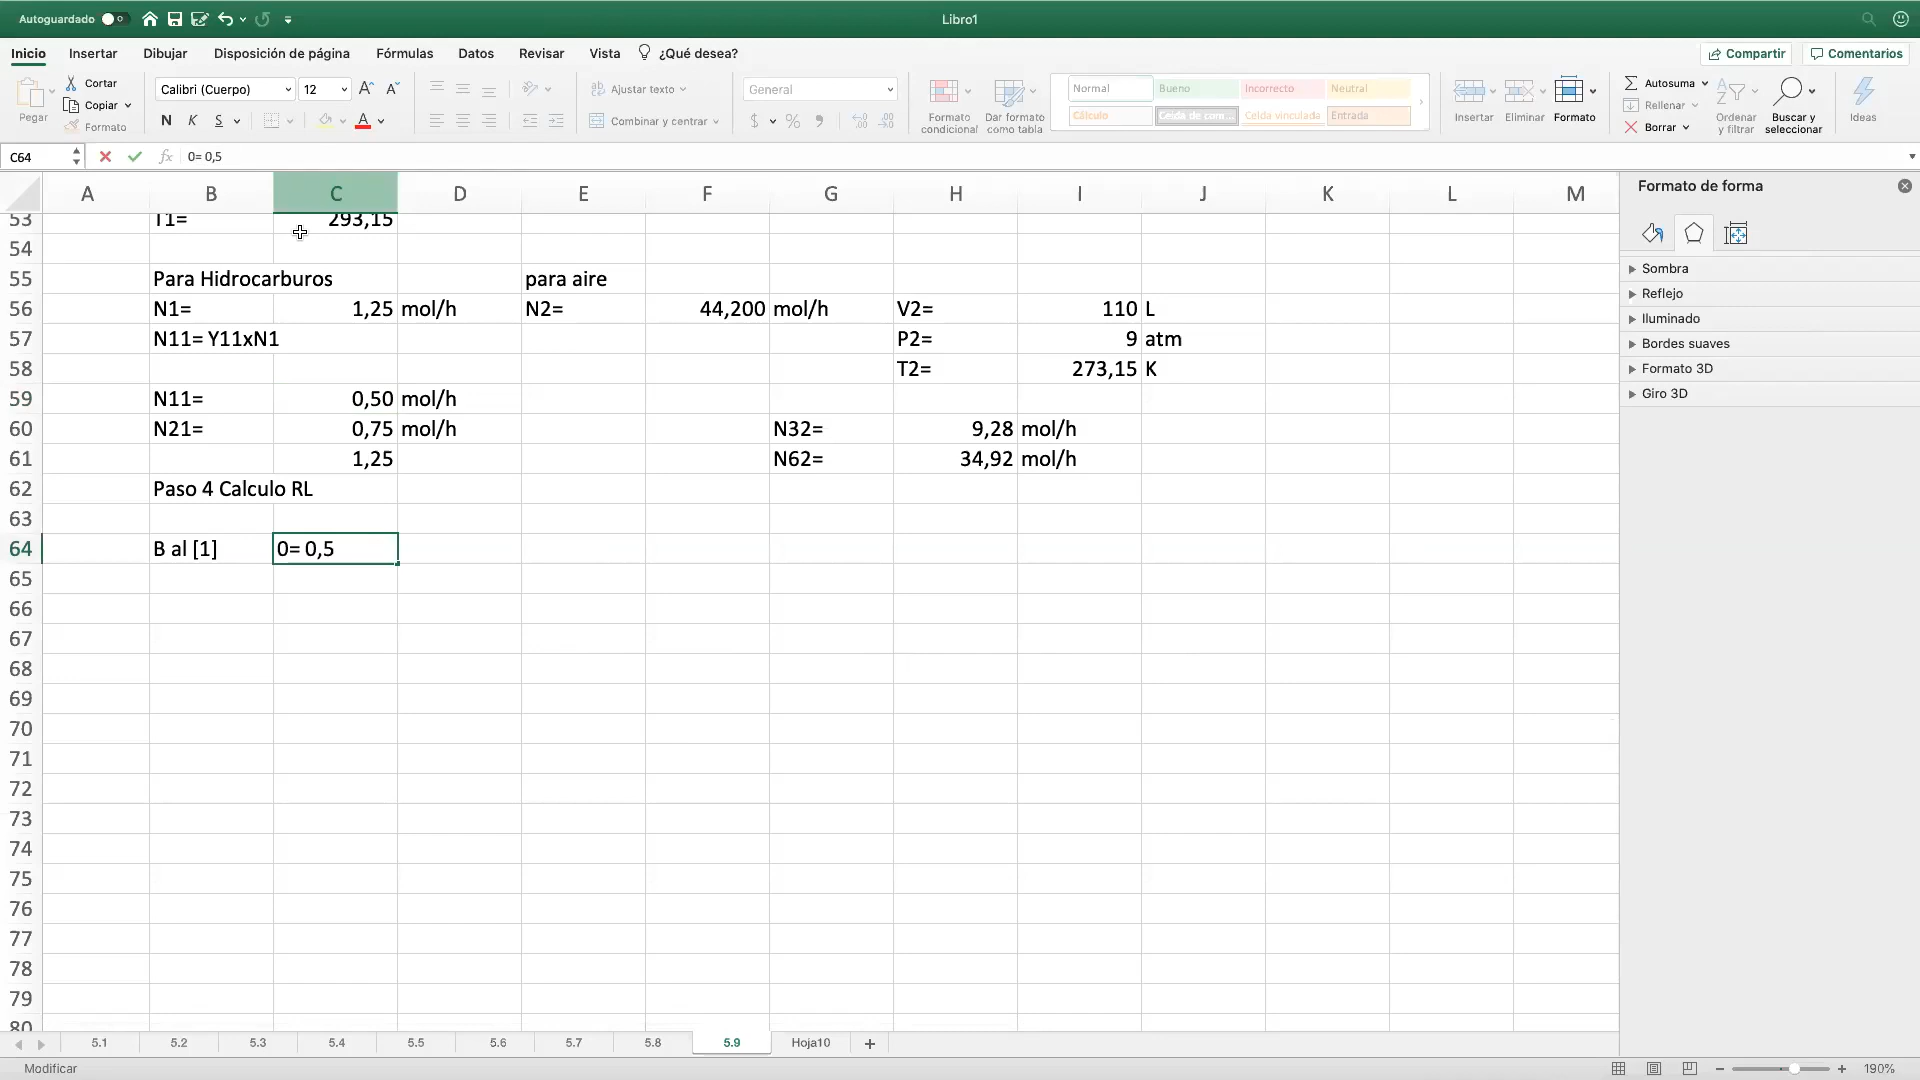 Autoguardado
Libro1
Inicio Insertar Dibujar Disposición de página Fórmulas Datos Revisar Vista ¿Qué desea? Compartir Comentarios
Pegar
Cortar
Copiar
Formato
Calibri (Cuerpo) 12
N K S
Ajustar texto
Combinar y centrar
General
$ %
Formato condicional
Dar formato como tabla
Normal Bueno Incorrecto Neutral
Cálculo Celda de com... Celda vinculada Entrada
Insertar Eliminar Formato
Autosuma
Rellenar
Borrar
Ordenar y filtrar
Buscar y seleccionar
Ideas
C64 fx 0= 0,5
A B C D E F G H I J K L M
53 T1= 293,15
54
55 Para Hidrocarburos para aire
56 N1= 1,25 mol/h N2= 44,200 mol/h V2= 110 L
57 N11= Y11xN1 P2= 9 atm
58 T2= 273,15 K
59 N11= 0,50 mol/h
60 N21= 0,75 mol/h N32= 9,28 mol/h
61 1,25 N62= 34,92 mol/h
62 Paso 4 Calculo RL
63
64 B al [1] 0= 0,5
65
66
67
68
69
70
71
72
73
74
75
76
77
78
79
80
Formato de forma
Sombra
Reflejo
Iluminado
Bordes suaves
Formato 3D
Giro 3D
5.1 5.2 5.3 5.4 5.5 5.6 5.7 5.8 5.9 Hoja10 +
Modificar 190%